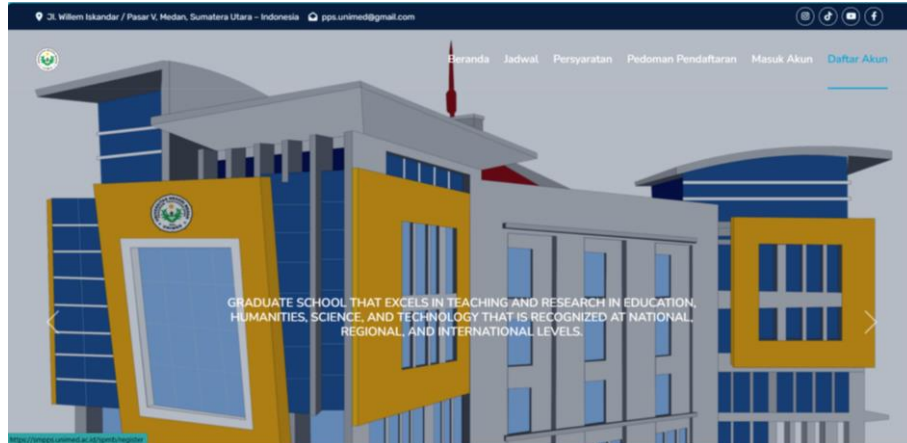 Jl. Willem Iskandar / Pasar V, Medan, Sumatera Utara – Indonesia pps.unimed@gmail.com
Beranda Jadwal Persyaratan Pedoman Pendaftaran Masuk Akun Daftar Akun
GRADUATE SCHOOL THAT EXCELS IN TEACHING AND RESEARCH IN EDUCATION,
HUMANITIES, SCIENCE, AND TECHNOLOGY THAT IS RECOGNIZED AT NATIONAL,
REGIONAL, AND INTERNATIONAL LEVELS.